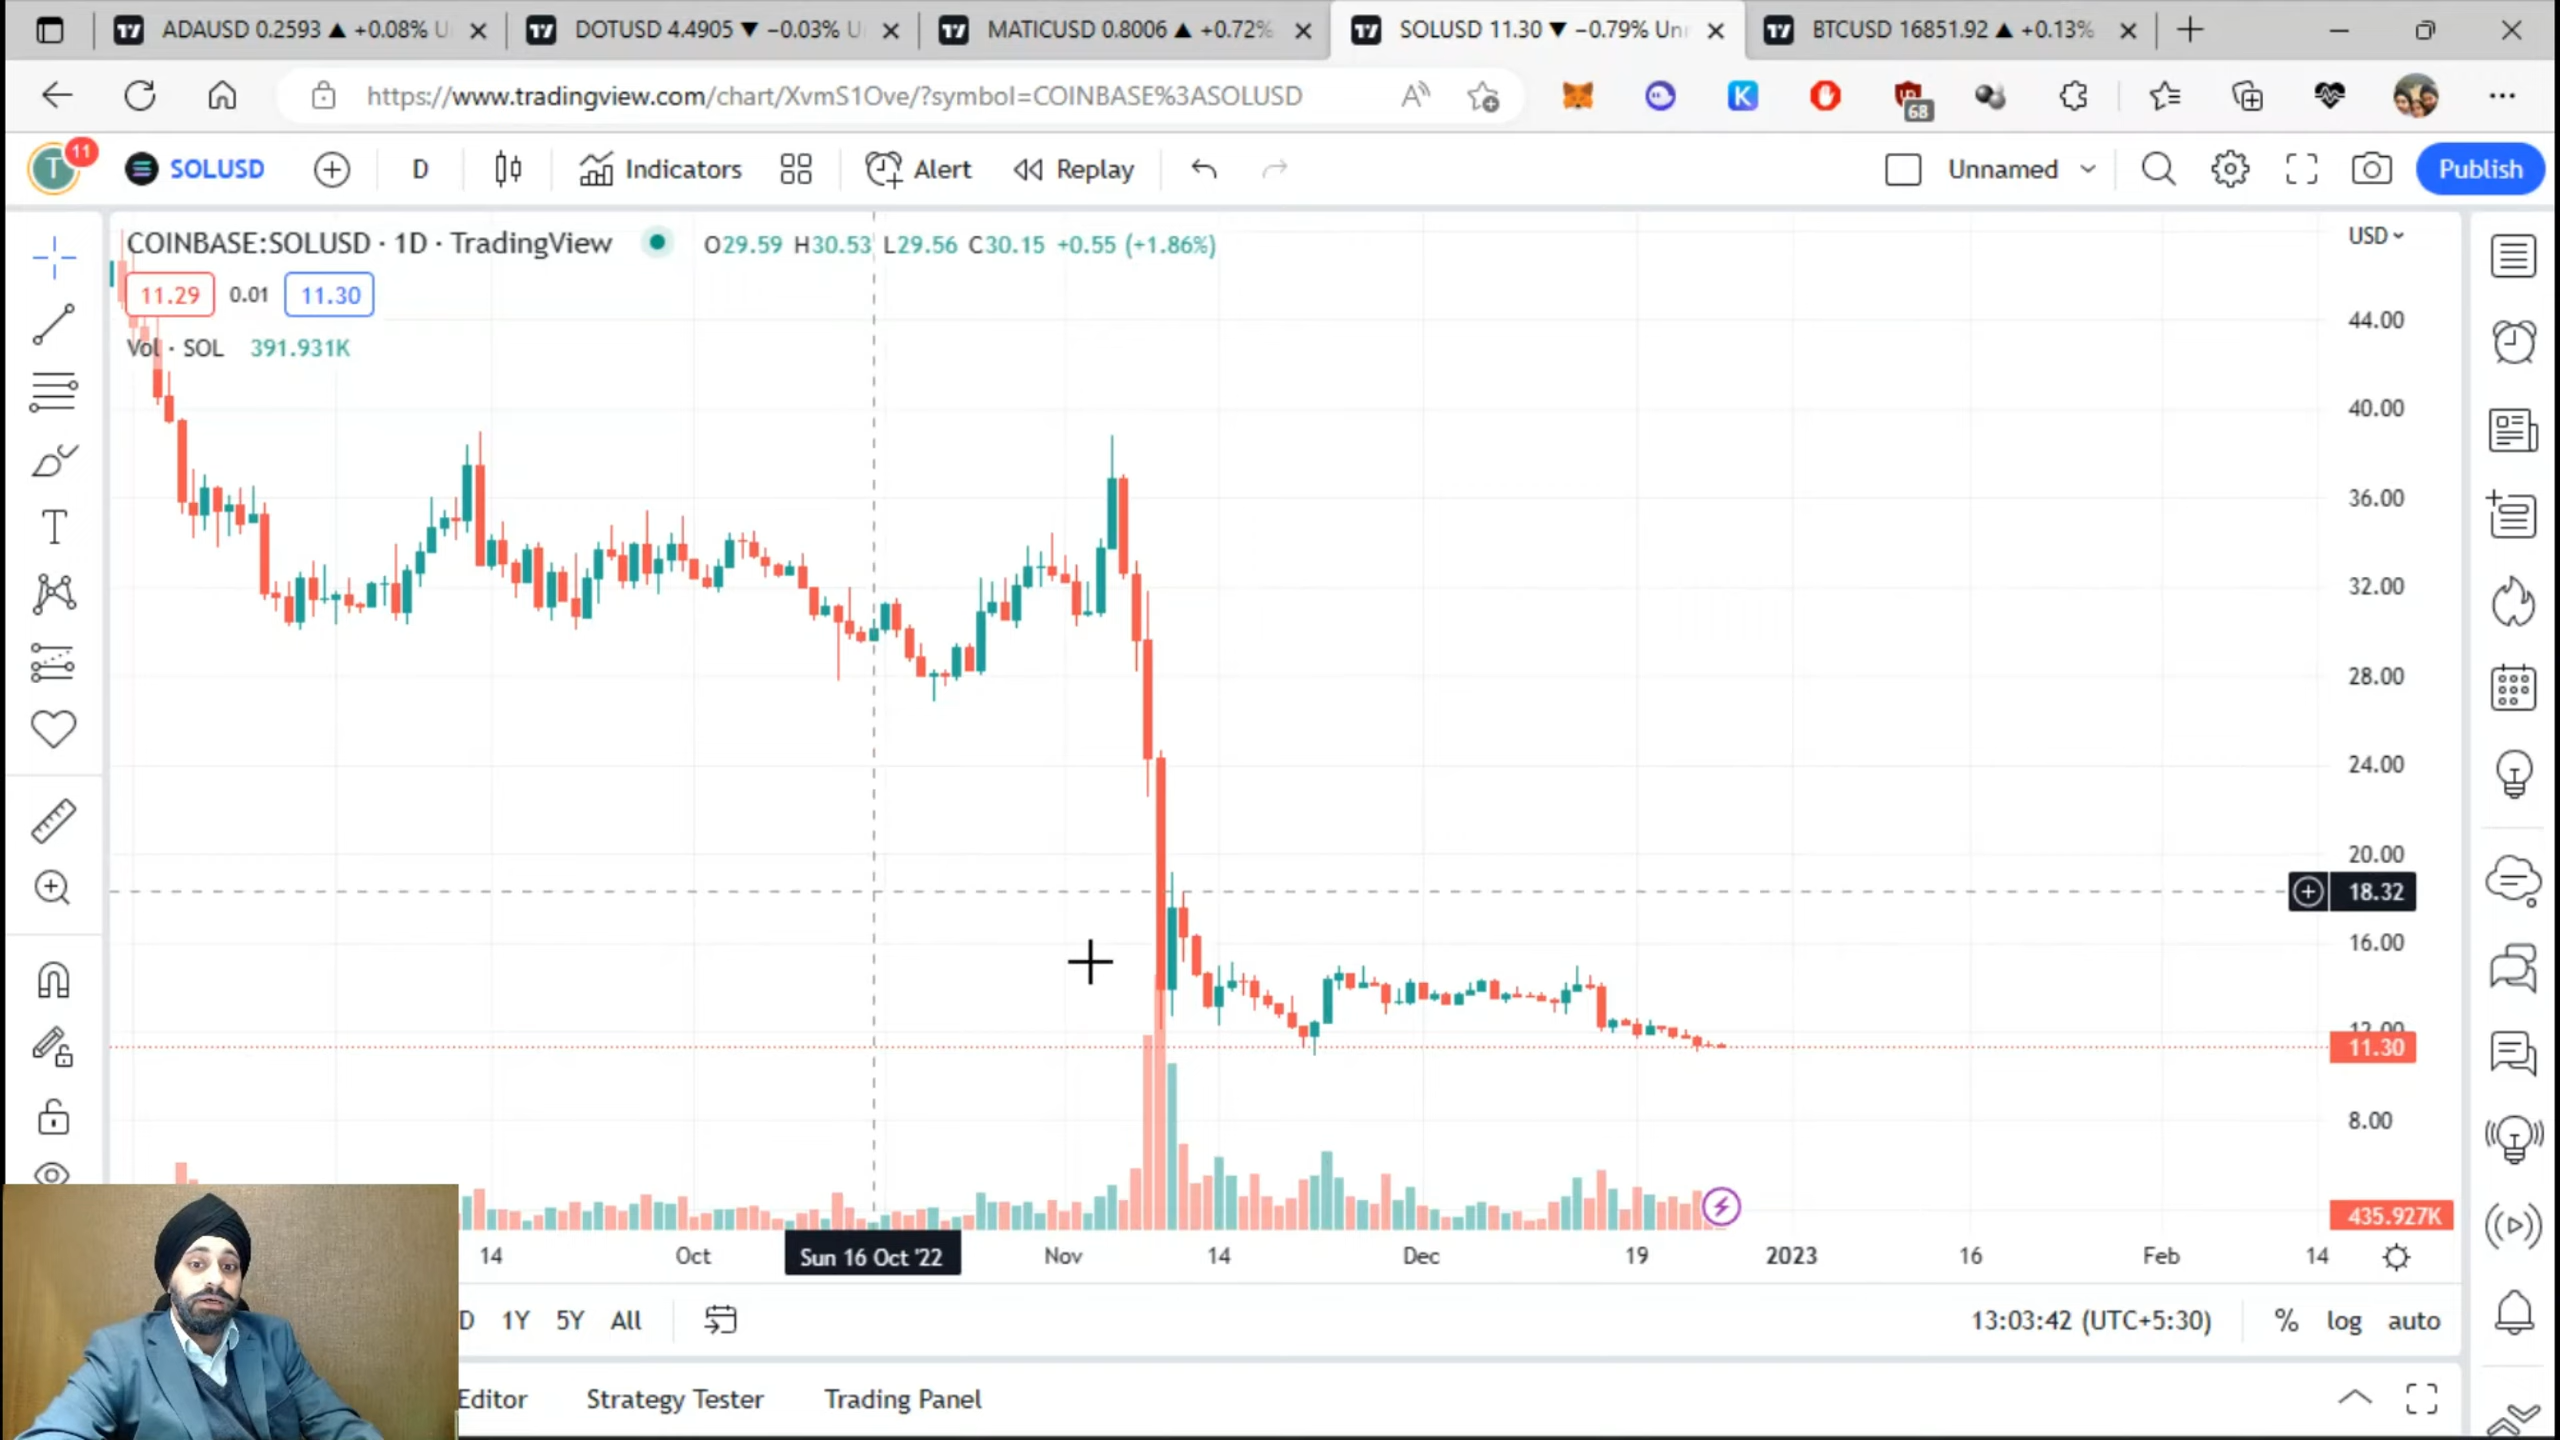 ADAUSD 0.2593 ▲ +0.08% U
DOTUSD 4.4905 ▼ −0.03% U
MATICUSD 0.8006 ▲ +0.72%
SOLUSD 11.30 ▼ −0.79% Un
BTCUSD 16851.92 ▲ +0.13%
https://www.tradingview.com/chart/XvmS1Ove/?symbol=COINBASE%3ASOLUSD
68
T
11
SOLUSD
D
Indicators
Alert
Replay
Unnamed
Publish
COINBASE:SOLUSD · 1D · TradingView
O29.59 H30.53 L29.56 C30.15 +0.55 (+1.86%)
USD
11.29 0.01 11.30
Vol · SOL 391.931K
44.00
40.00
36.00
32.00
28.00
24.00
20.00
18.32
16.00
12.00
11.30
8.00
435.927K
14 Oct Sun 16 Oct '22 Nov 14 Dec 19 2023 16 Feb 14
D 1Y 5Y All
13:03:42 (UTC+5:30) % log auto
Editor Strategy Tester Trading Panel